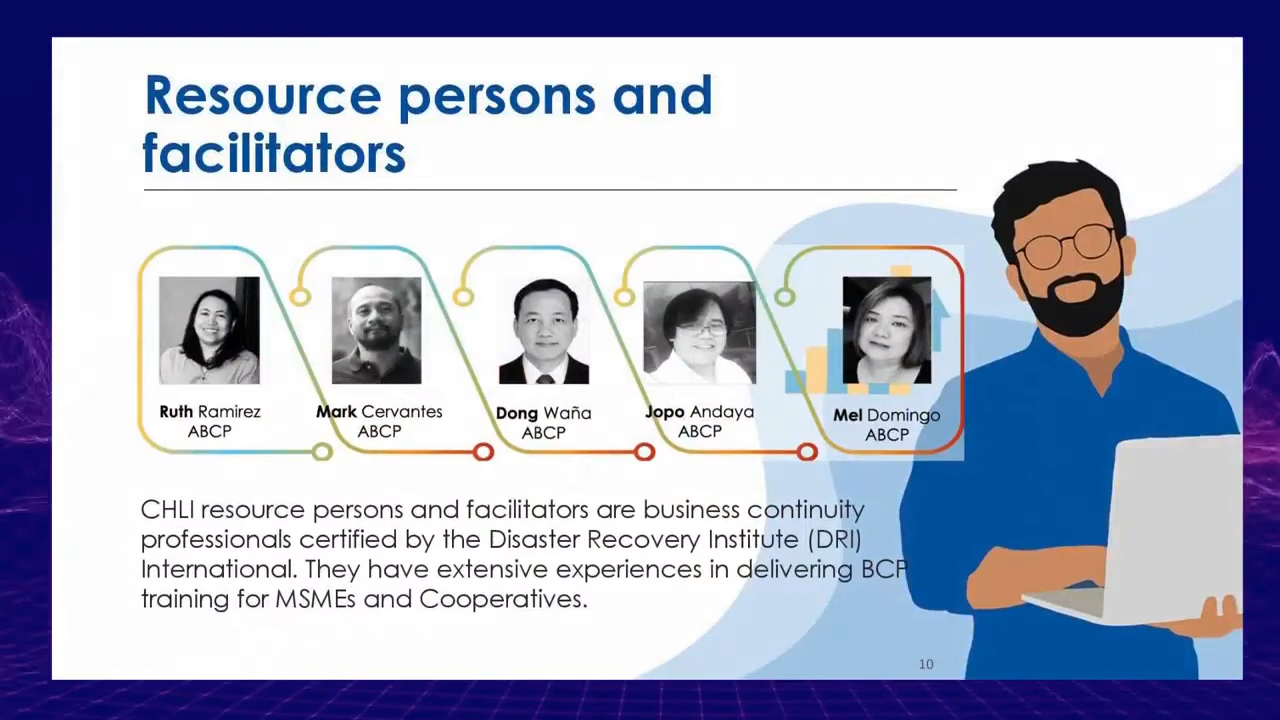 Resource persons and
facilitators
Ruth Ramirez
ABCP
Mark Cervantes
ABCP
Dong Waña
ABCP
Jopo Andaya
ABCP
Mel Domingo
ABCP
CHLI resource persons and facilitators are business continuity
professionals certified by the Disaster Recovery Institute (DRI)
International. They have extensive experiences in delivering BCP
training for MSMEs and Cooperatives.
10